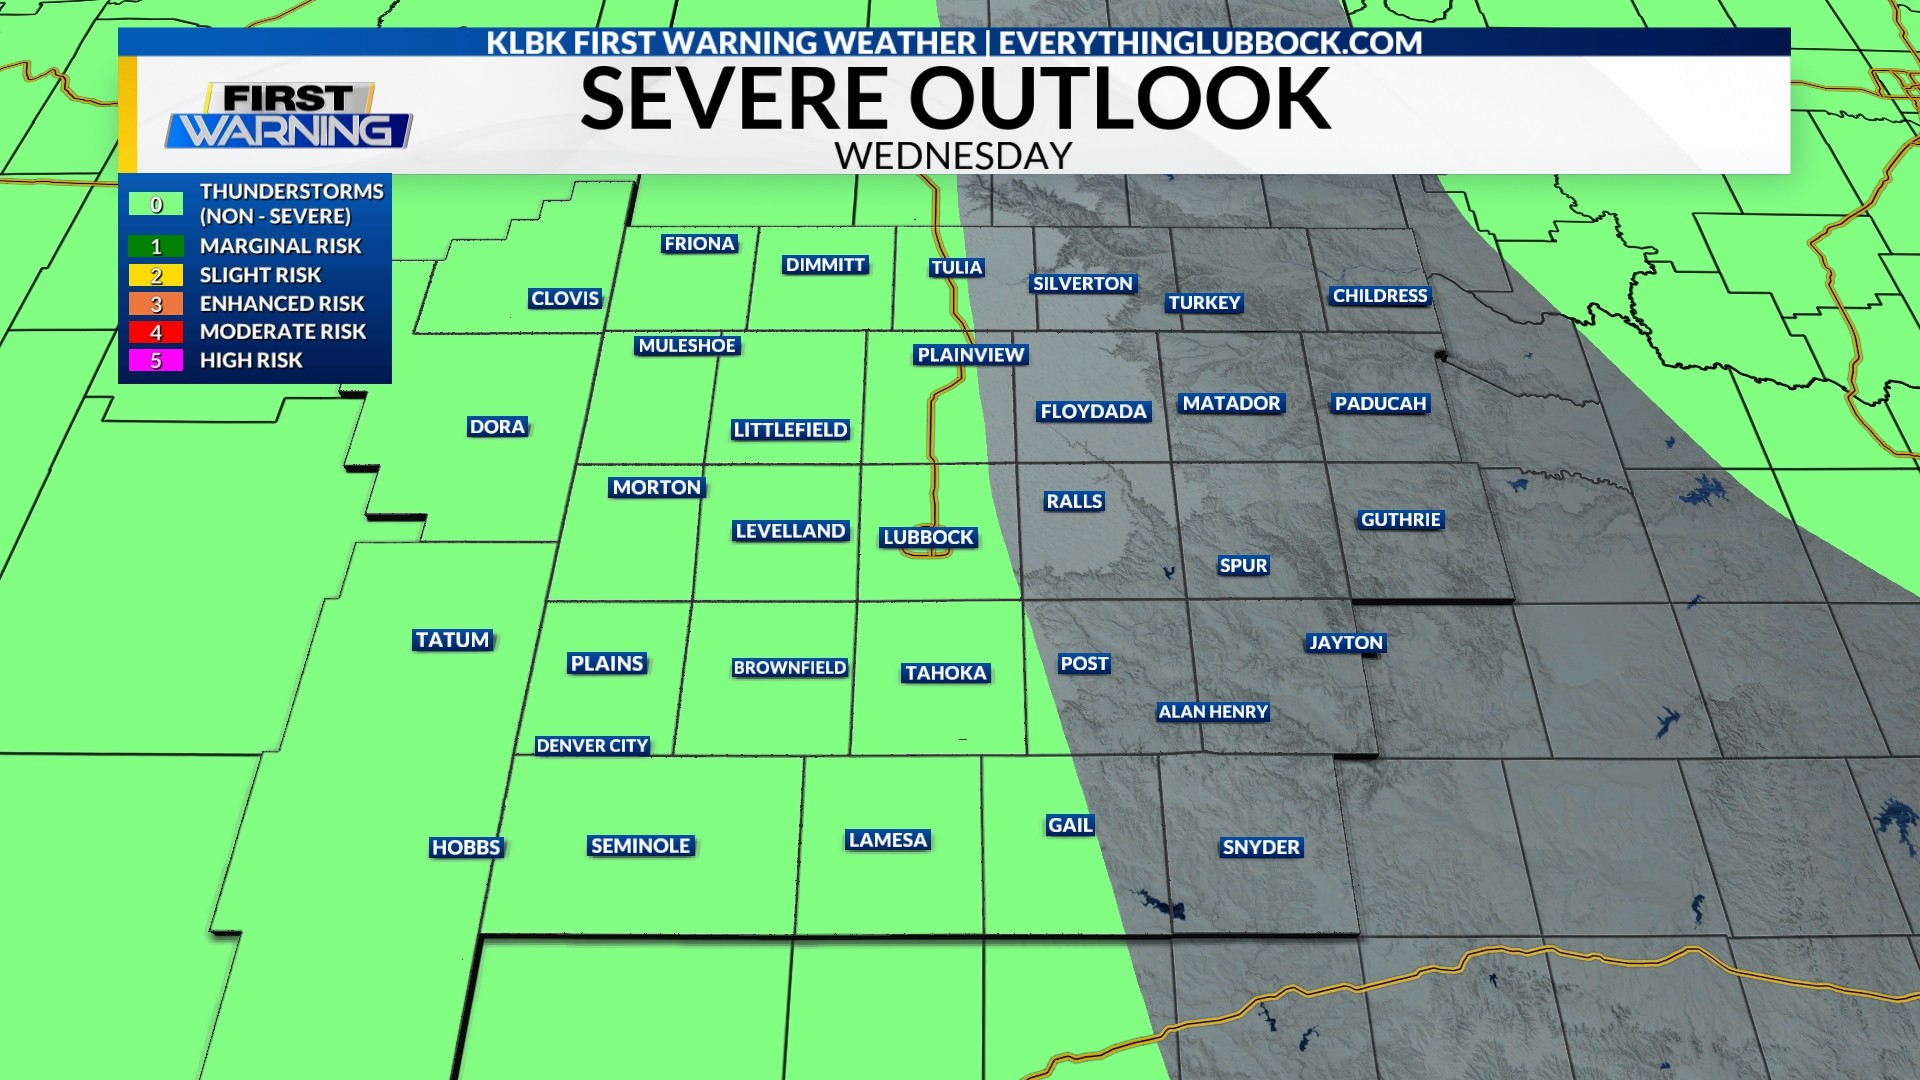 KLBK FIRST WARNING WEATHER | EVERYTHINGLUBBOCK.COM
FIRST
WARNING
SEVERE OUTLOOK
WEDNESDAY
0 THUNDERSTORMS
(NON - SEVERE)
1 MARGINAL RISK
2 SLIGHT RISK
3 ENHANCED RISK
4 MODERATE RISK
5 HIGH RISK
FRIONA
DIMMITT
TULIA
SILVERTON
TURKEY
CHILDRESS
CLOVIS
MULESHOE
PLAINVIEW
DORA
LITTLEFIELD
FLOYDADA
MATADOR
PADUCAH
MORTON
LEVELLAND
LUBBOCK
RALLS
SPUR
GUTHRIE
TATUM
PLAINS
BROWNFIELD
TAHOKA
POST
JAYTON
ALAN HENRY
DENVER CITY
HOBBS
SEMINOLE
LAMESA
GAIL
SNYDER